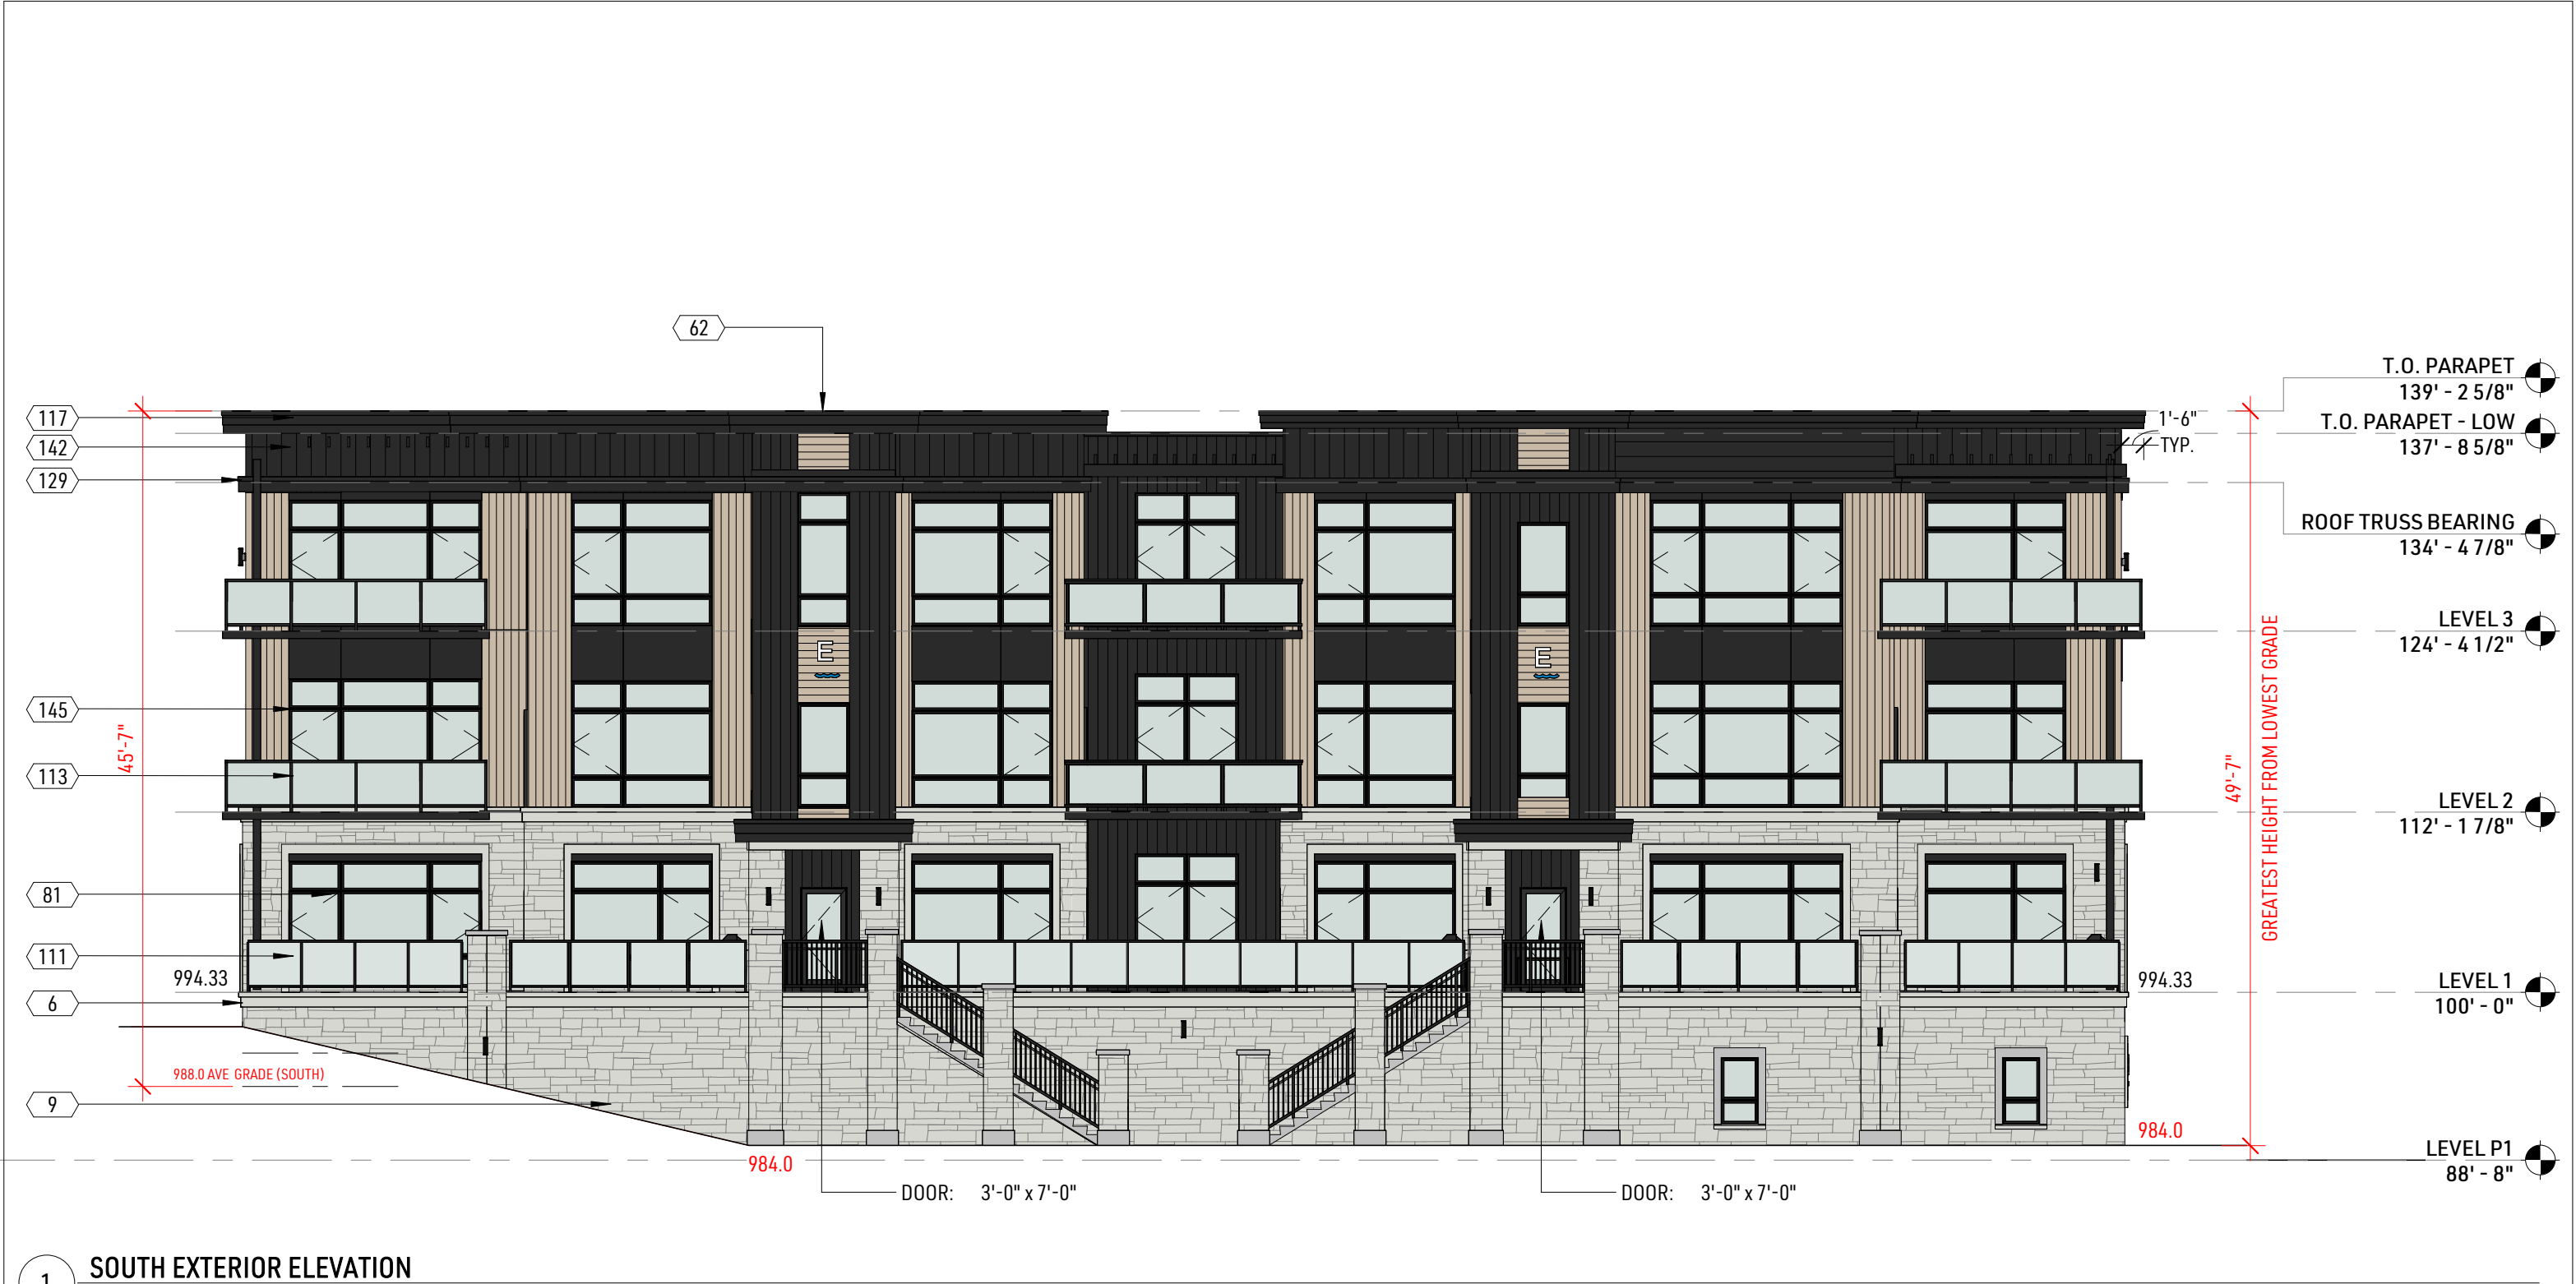 62
T.O. PARAPET
139' - 2 5/8"
117
1'-6"
TYP.
T.O. PARAPET - LOW
137' - 8 5/8"
142
129
ROOF TRUSS BEARING
134' - 4 7/8"
LEVEL 3
124' - 4 1/2"
E
E
145
45'-7"
113
49'-7"
GREATEST HEIGHT FROM LOWEST GRADE
LEVEL 2
112' - 1 7/8"
81
111
994.33
994.33
LEVEL 1
100' - 0"
6
988.0 AVE GRADE (SOUTH)
9
984.0
984.0
LEVEL P1
88' - 8"
DOOR: 3'-0" x 7'-0"
DOOR: 3'-0" x 7'-0"
1
SOUTH EXTERIOR ELEVATION